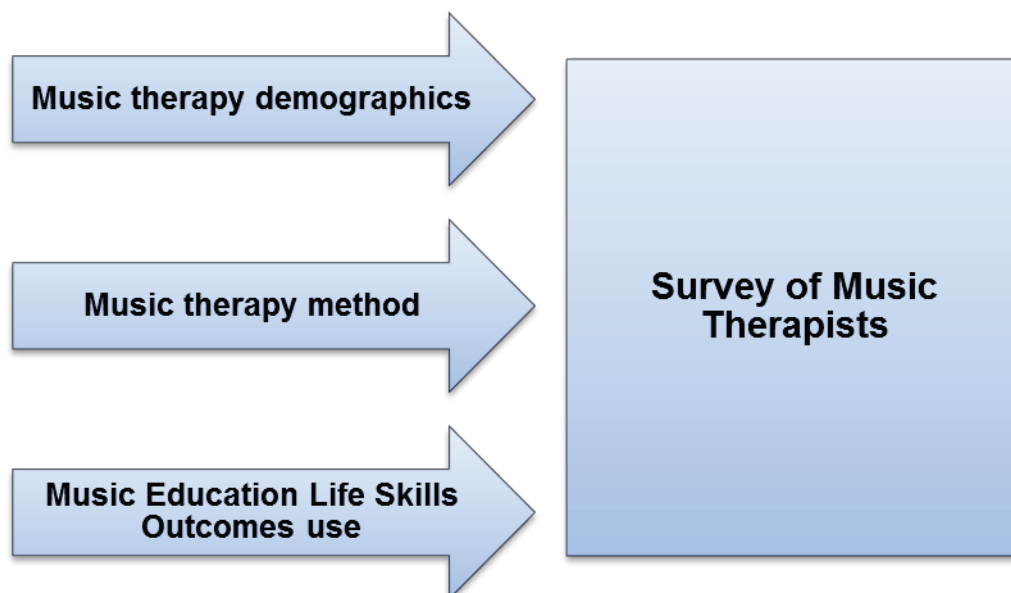 Music therapy demographics
Music therapy method
Music Education Life Skills
Outcomes use
Survey of Music
Therapists